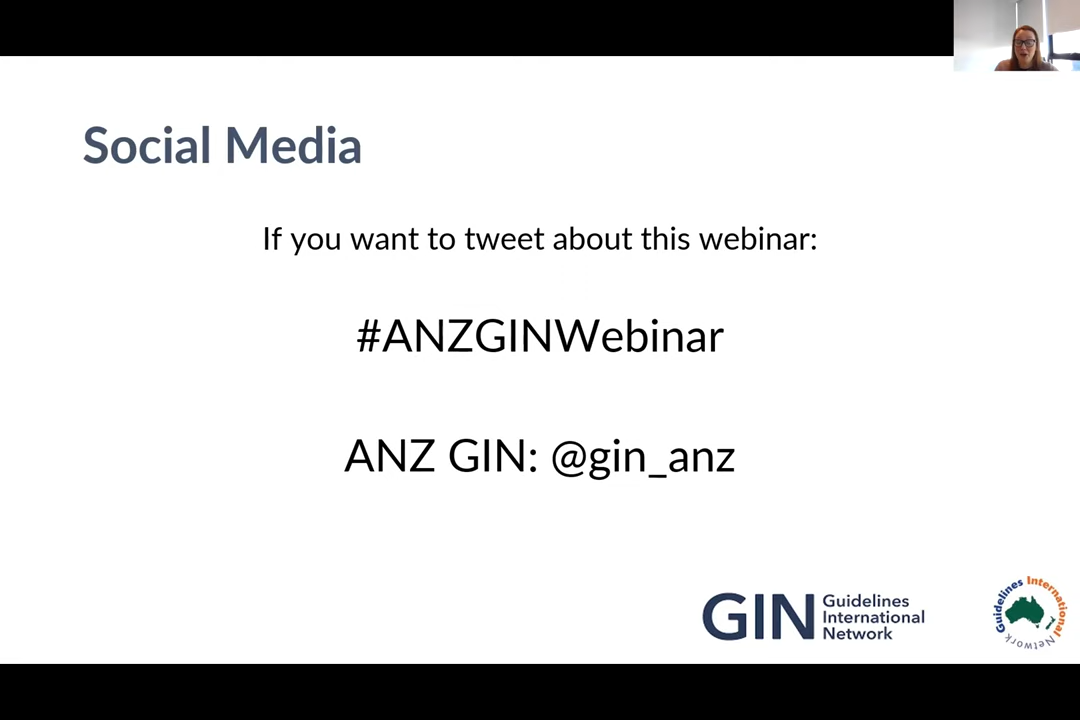 Social Media
If you want to tweet about this webinar:
#ANZGINWebinar
ANZ GIN: @gin_anz
GIN
Guidelines
International
Network
Guidelines International Network